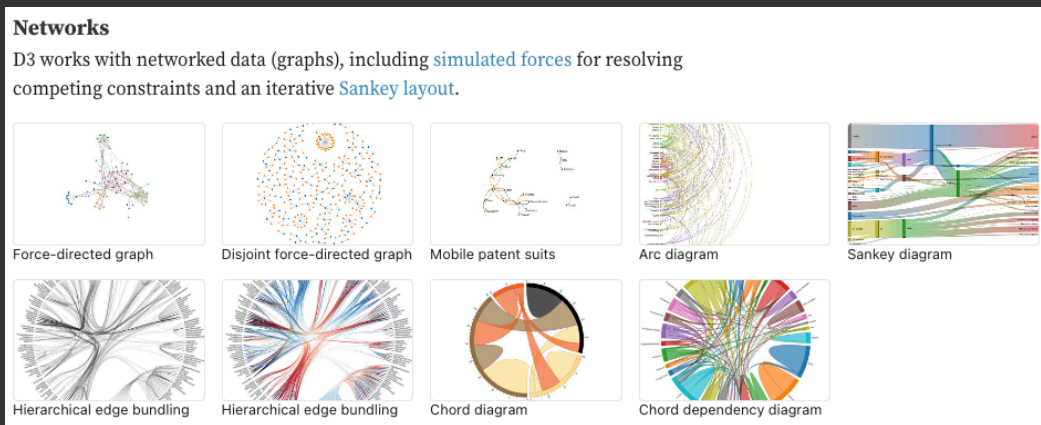 Networks
D3 works with networked data (graphs), including simulated forces for resolving
competing constraints and an iterative Sankey layout.
Force-directed graph
Disjoint force-directed graph
Mobile patent suits
Arc diagram
Sankey diagram
Hierarchical edge bundling
Hierarchical edge bundling
Chord diagram
Chord dependency diagram